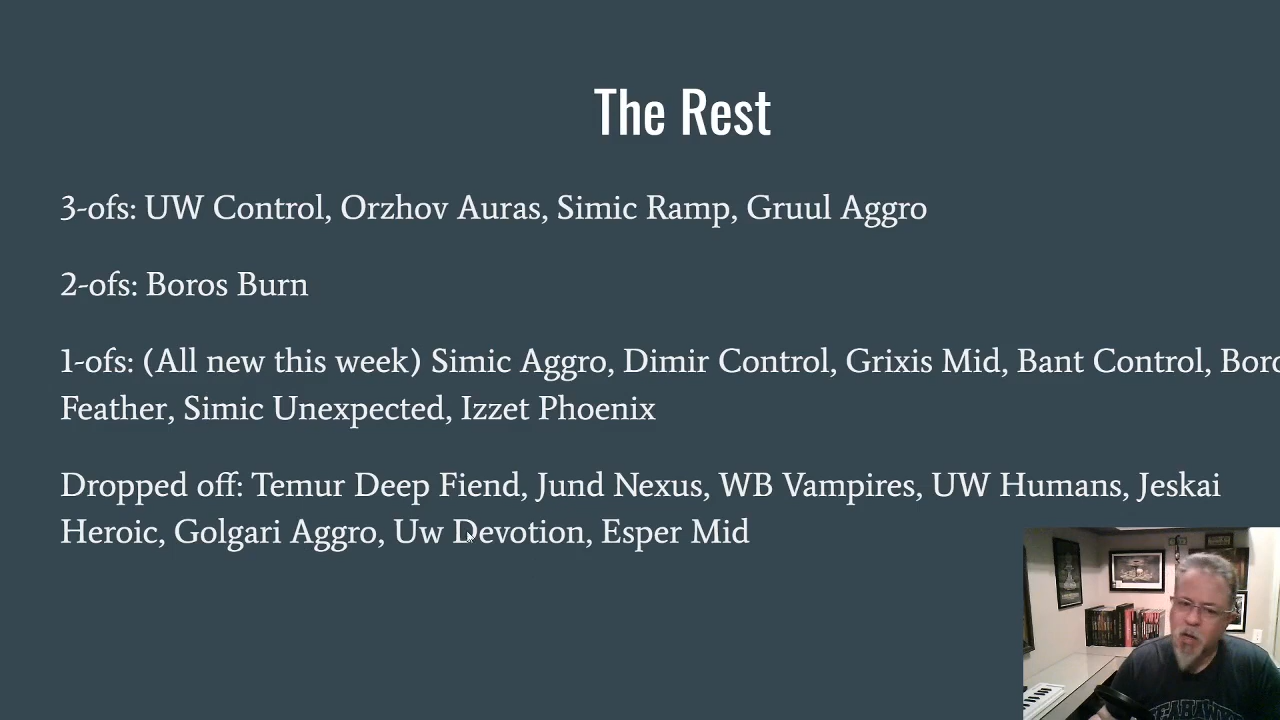 The Rest
3-ofs: UW Control, Orzhov Auras, Simic Ramp, Gruul Aggro
2-ofs: Boros Burn
1-ofs: (All new this week) Simic Aggro, Dimir Control, Grixis Mid, Bant Control,
Feather, Simic Unexpected, Izzet Phoenix
Dropped off: Temur Deep Fiend, Jund Nexus, WB Vampires, UW Humans, Jeskai
Heroic, Golgari Aggro, Uw Devotion, Esper Mid